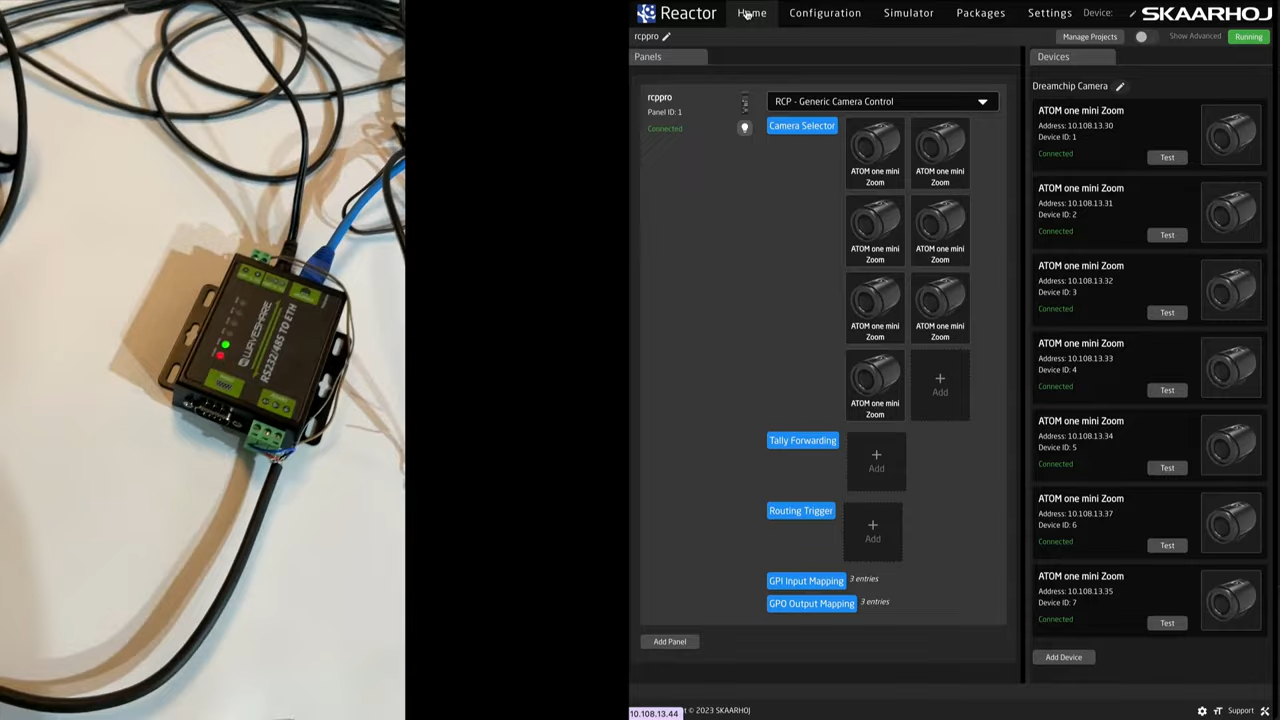 WAVESHARE
RS232/485 TO ETH
Reactor
Home
Configuration
Simulator
Packages
Settings
Device:
SKAARHOJ
rcppro
Manage Projects
Show Advanced
Running
Panels
rcppro
Panel ID: 1
Connected
RCP - Generic Camera Control
Camera Selector
ATOM one mini
Zoom
ATOM one mini
Zoom
ATOM one mini
Zoom
ATOM one mini
Zoom
ATOM one mini
Zoom
ATOM one mini
Zoom
ATOM one mini
Zoom
+
Add
Tally Forwarding
+
Add
Routing Trigger
+
Add
GPI Input Mapping
3 entries
GPO Output Mapping
3 entries
Add Panel
Devices
Dreamchip Camera
ATOM one mini Zoom
Address: 10.108.13.30
Device ID: 1
Connected
Test
ATOM one mini Zoom
Address: 10.108.13.31
Device ID: 2
Connected
Test
ATOM one mini Zoom
Address: 10.108.13.32
Device ID: 3
Connected
Test
ATOM one mini Zoom
Address: 10.108.13.33
Device ID: 4
Connected
Test
ATOM one mini Zoom
Address: 10.108.13.34
Device ID: 5
Connected
Test
ATOM one mini Zoom
Address: 10.108.13.37
Device ID: 6
Connected
Test
ATOM one mini Zoom
Address: 10.108.13.35
Device ID: 7
Connected
Test
Add Device
10.108.13.44
t © 2023 SKAARHOJ
Support